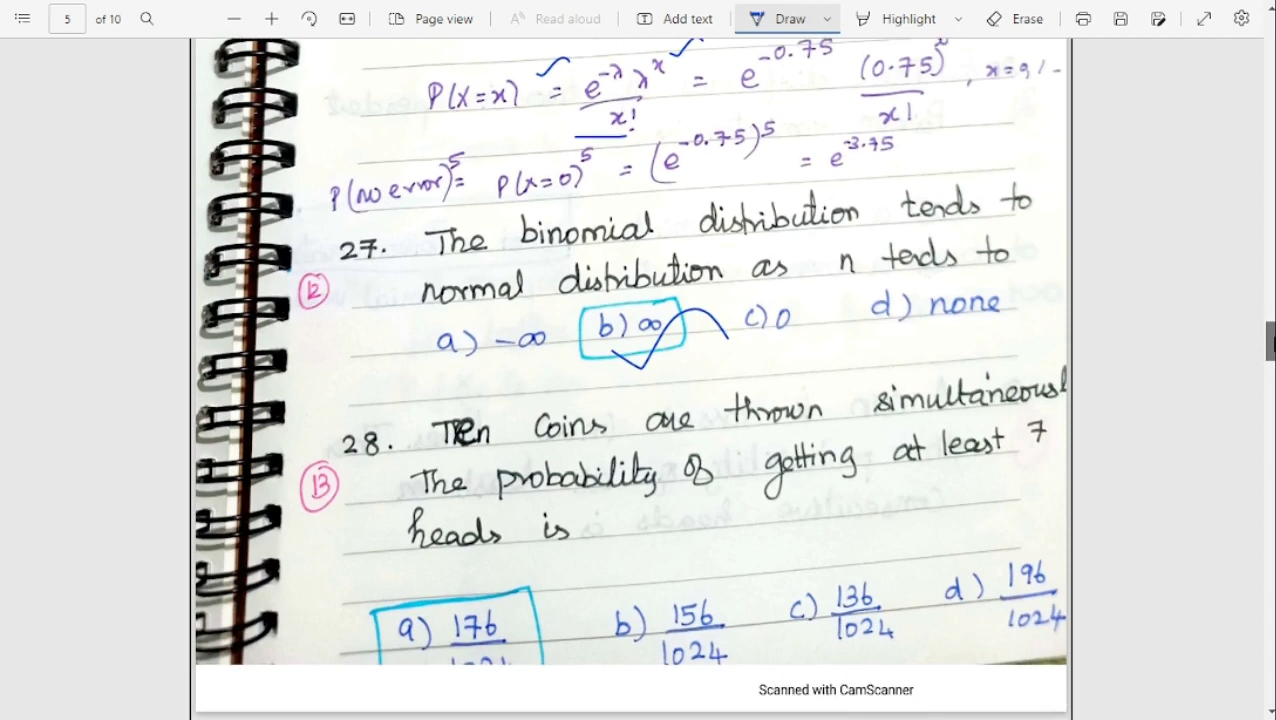 5 of 10 Page view Read aloud Add text Draw Highlight Erase
P(X=x) = e^-λ λ^x / x! = e^-0.75 (0.75)^x / x! ,
P(no error)^5 = P(x=0)^5 = (e^-0.75)^5 = e^-3.75
27. The binomial distribution tends to
12 normal distribution as n tends to
a) -∞ b) ∞ c) 0 d) none
28. Ten Coins are thrown simultaneousl
13 The probability of getting at least 7
heads is
a) 176 b) 156/1024 c) 136/1024 d) 196/1024
Scanned with CamScanner